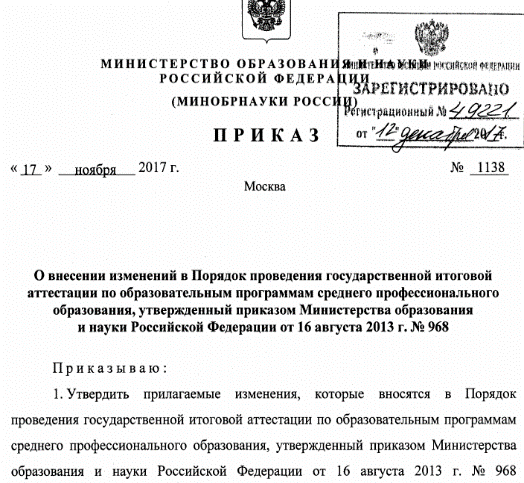 МИНИСТЕРСТВО ОБРАЗОВАНИЯ И НАУКИ
РОССИЙСКОЙ ФЕДЕРАЦИИ
(МИНОБРНАУКИ РОССИИ)
ПРИКАЗ
МИНИСТЕРСТВО ЮСТИЦИИ РОССИЙСКОЙ ФЕДЕРАЦИИ
ЗАРЕГИСТРИРОВАНО
Регистрационный № 49221
от "12" декабря 2017г.
« 17 » ноября 2017 г. № 1138
Москва
О внесении изменений в Порядок проведения государственной итоговой
аттестации по образовательным программам среднего профессионального
образования, утвержденный приказом Министерства образования
и науки Российской Федерации от 16 августа 2013 г. № 968
Приказываю:
1. Утвердить прилагаемые изменения, которые вносятся в Порядок
проведения государственной итоговой аттестации по образовательным программам
среднего профессионального образования, утвержденный приказом Министерства
образования и науки Российской Федерации от 16 августа 2013 г. № 968